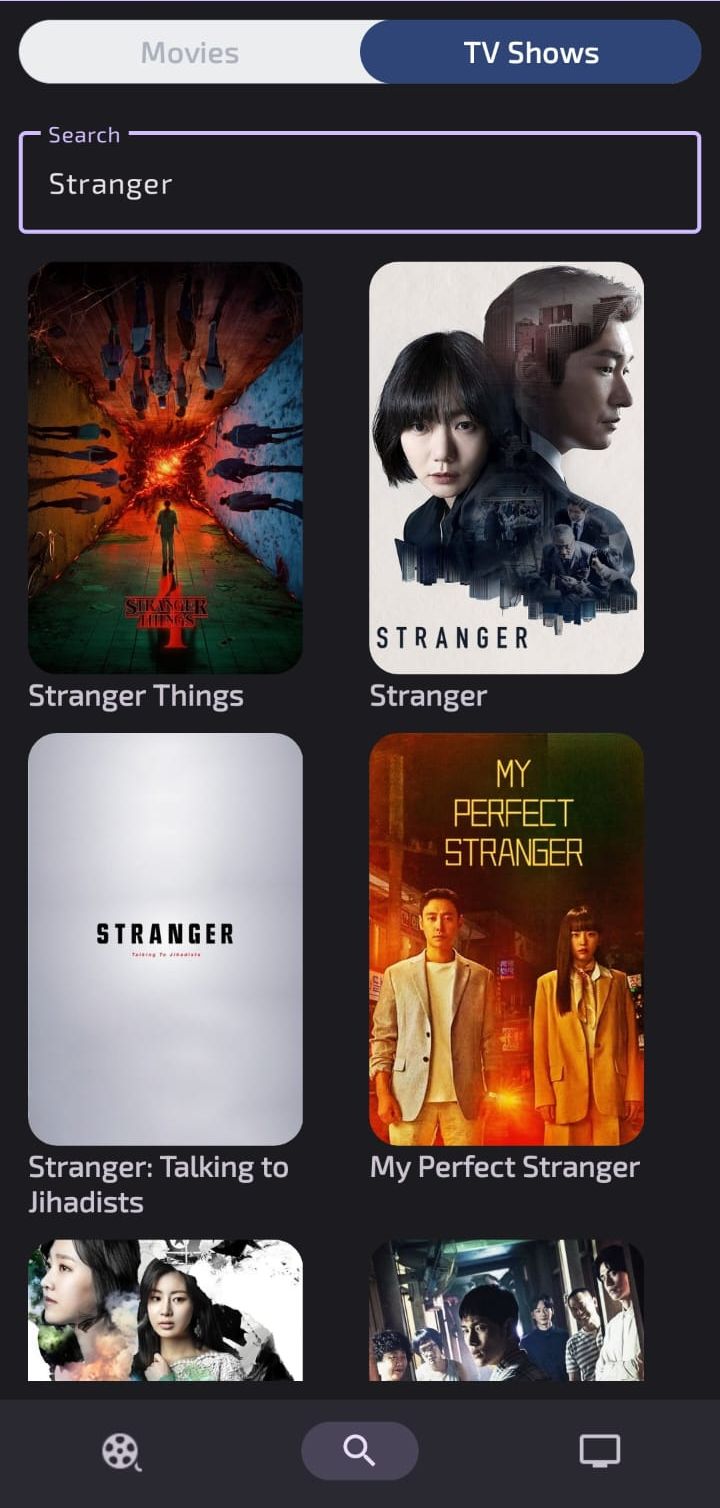 Movies
TV Shows
Search
Stranger
STRANGER
THINGS
4
STRANGER
Stranger Things
Stranger
STRANGER
Talking To Jihadists
MY
PERFECT
STRANGER
Stranger: Talking to
Jihadists
My Perfect Stranger